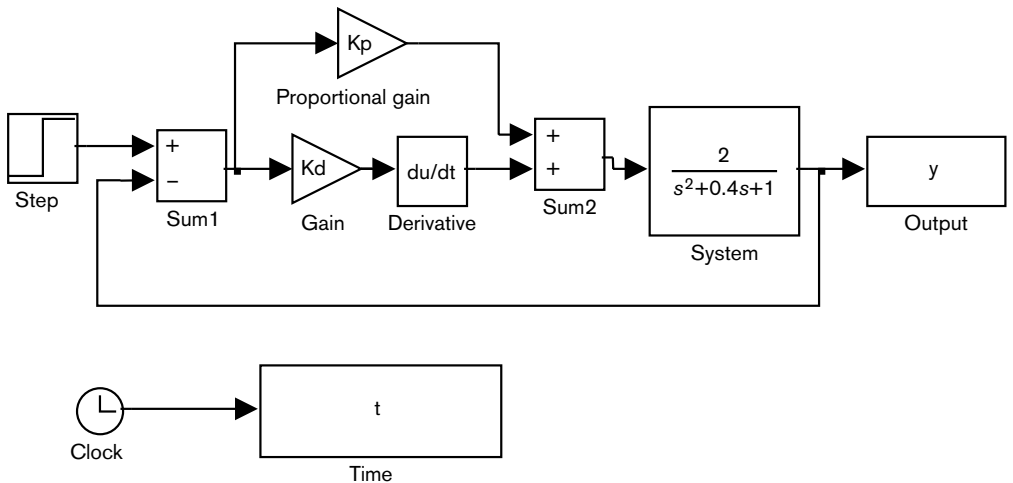 Kp
Proportional gain
Step
+
−
Sum1
Kd
Gain
du/dt
Derivative
+
+
Sum2
2
s²+0.4s+1
System
y
Output
Clock
t
Time